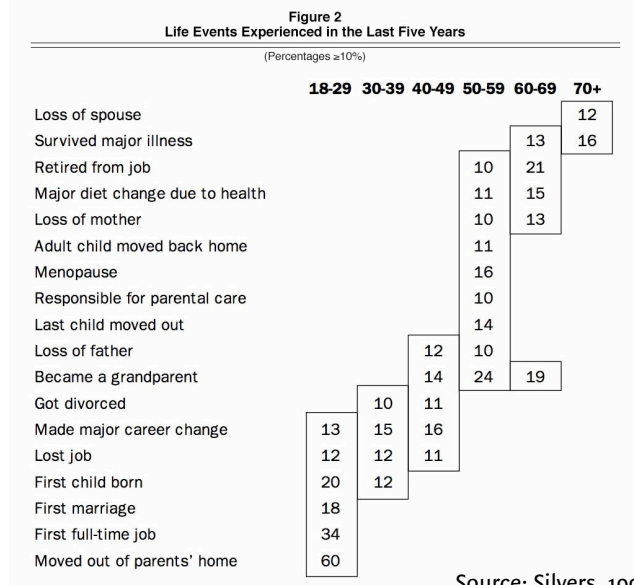 Figure 2
Life Events Experienced in the Last Five Years
(Percentages ≥10%)
18-29 30-39 40-49 50-59 60-69 70+
Loss of spouse 12
Survived major illness 13 16
Retired from job 10 21
Major diet change due to health 11 15
Loss of mother 10 13
Adult child moved back home 11
Menopause 16
Responsible for parental care 10
Last child moved out 14
Loss of father 12 10
Became a grandparent 14 24 19
Got divorced 10 11
Made major career change 13 15 16
Lost job 12 12 11
First child born 20 12
First marriage 18
First full-time job 34
Moved out of parents' home 60
Source: Silvers,